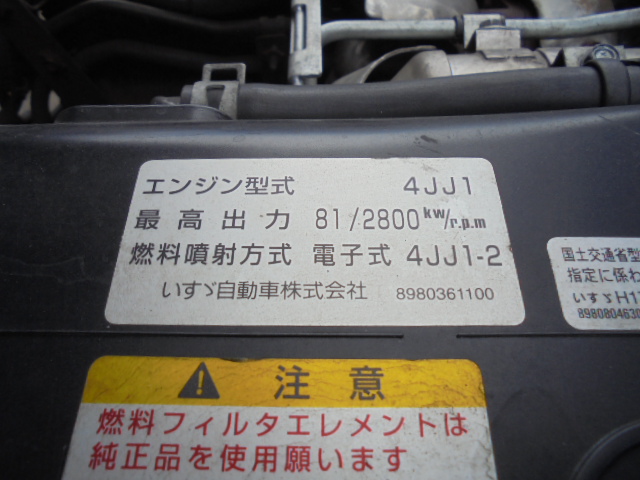 エンジン型式 4JJ1
最高出力 81/2800 kw/r.p.m
燃料噴射方式 電子式 4JJ1-2
いすゞ自動車株式会社 8980361100
国土交通省型
指定に係わ
いすゞH1
8980804630
注意
燃料フィルタエレメントは
純正品を使用願います